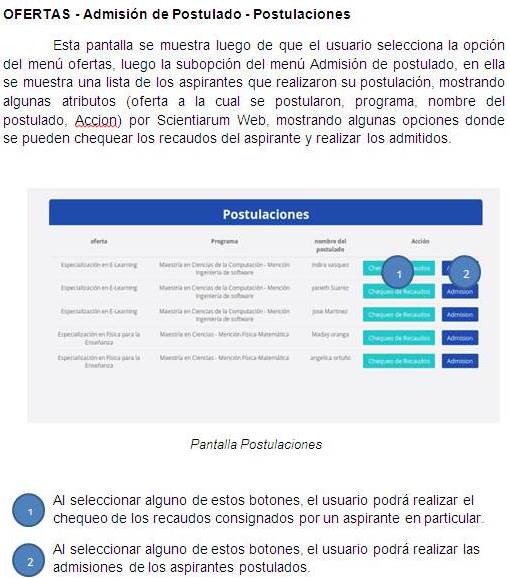 OFERTAS - Admisión de Postulado - Postulaciones
Esta pantalla se muestra luego de que el usuario selecciona la opción
del menú ofertas, luego la subopción del menú Admisión de postulado, en ella
se muestra una lista de los aspirantes que realizaron su postulación, mostrando
algunas atributos (oferta a la cual se postularon, programa, nombre del
postulado, Accion) por Scientiarum Web, mostrando algunas opciones donde
se pueden chequear los recaudos del aspirante y realizar los admitidos.
Postulaciones
oferta Programa nombre del postulado Acción
Especialización en E-Learning Maestría en Ciencias de la Computación - Mención
Ingeniería de software
indira vasquez 1 2
Especialización en E-Learning Maestría en Ciencias de la Computación - Mención
Ingeniería de software
yaneth Suarez Chequeo de Recaudos Admision
Especialización en E-Learning Maestría en Ciencias de la Computación - Mención
Ingeniería de software
Jose Martinez Chequeo de Recaudos Admision
Especialización en Física para la
Enseñanza
Maestría en Ciencias - Mención Física-Matemática Maday oranga Chequeo de Recaudos Admision
Especialización en Física para la
Enseñanza
Maestría en Ciencias - Mención Física-Matemática angelica ortuño Chequeo de Recaudos Admision
Pantalla Postulaciones
1 Al seleccionar alguno de estos botones, el usuario podrá realizar el
chequeo de los recaudos consignados por un aspirante en particular.
2 Al seleccionar alguno de estos botones, el usuario podrá realizar las
admisiones de los aspirantes postulados.